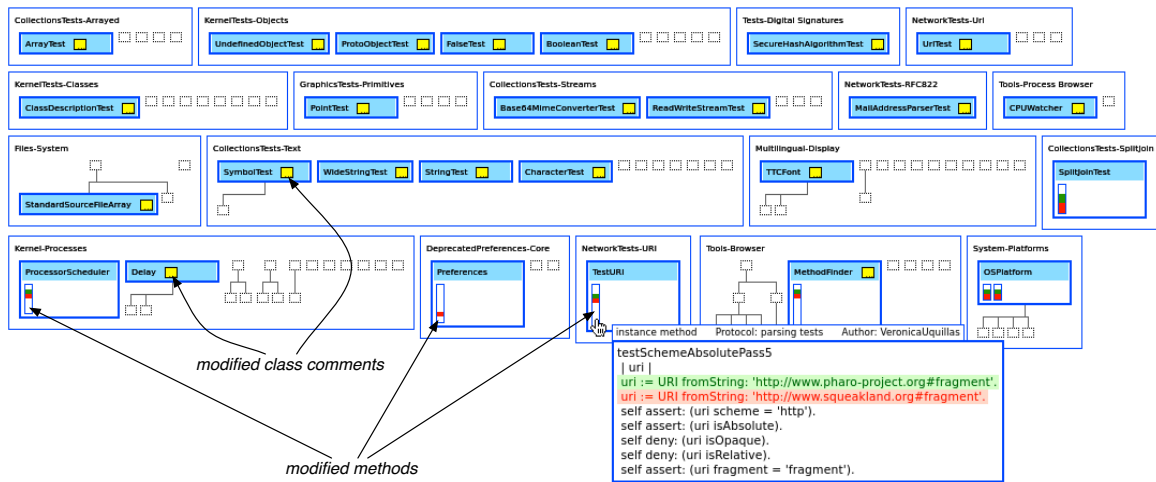 CollectionsTests-Arrayed
KernelTests-Objects
Tests-Digital Signatures
NetworkTests-Url
ArrayTest
UndefinedObjectTest
ProtoObjectTest
FalseTest
BooleanTest
SecureHashAlgorithmTest
UrlTest
KernelTests-Classes
GraphicsTests-Primitives
CollectionsTests-Streams
NetworkTests-RFC822
Tools-Process Browser
ClassDescriptionTest
PointTest
Base64MimeConverterTest
ReadWriteStreamTest
MailAddressParserTest
CPUWatcher
Files-System
CollectionsTests-Text
Multilingual-Display
CollectionsTests-SplitJoin
SymbolTest
WideStringTest
StringTest
CharacterTest
TTCFont
SplitJoinTest
StandardSourceFileArray
Kernel-Processes
DeprecatedPreferences-Core
NetworkTests-URI
Tools-Browser
System-Platforms
ProcessorScheduler
Delay
Preferences
TestURI
MethodFinder
OSPlatform
instance method Protocol: parsing tests Author: VeronicaUquillas
testSchemeAbsolutePass5
| uri |
uri := URI fromString: 'http://www.pharo-project.org#fragment'.
uri := URI fromString: 'http://www.squeakland.org#fragment'.
self assert: (uri scheme = 'http').
self assert: (uri isAbsolute).
self deny: (uri isOpaque).
self deny: (uri isRelative).
self assert: (uri fragment = 'fragment').
modified class comments
modified methods